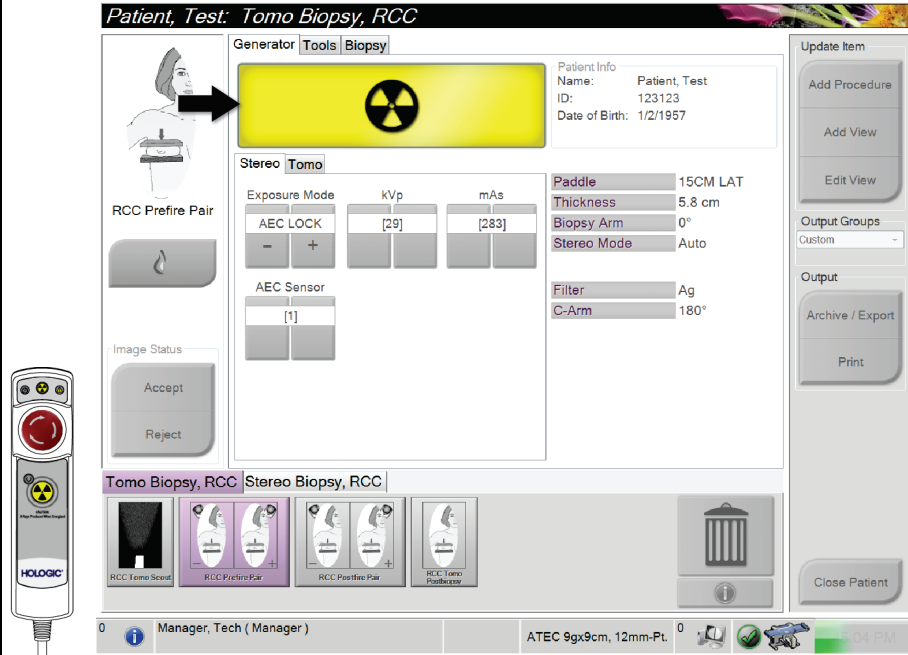 Patient, Test: Tomo Biopsy, RCC
Generator Tools Biopsy
Patient Info
Name: Patient, Test
ID: 123123
Date of Birth: 1/2/1957
RCC Prefire Pair
Stereo Tomo
Exposure Mode kVp mAs
AEC LOCK [29] [283]
- +
AEC Sensor
[1]
Paddle 15CM LAT
Thickness 5.8 cm
Biopsy Arm 0°
Stereo Mode Auto
Filter Ag
C-Arm 180°
Update Item
Add Procedure
Add View
Edit View
Output Groups
Custom
Output
Archive / Export
Print
Close Patient
Image Status
Accept
Reject
HOLOGIC
Tomo Biopsy, RCC Stereo Biopsy, RCC
RCC Tomo Scout
- +
RCC Prefire Pair
- +
RCC Postfire Pair
RCC Tomo
Postbiopsy
0 Manager, Tech ( Manager ) ATEC 9gx9cm, 12mm-Pt. 0 5:04 PM